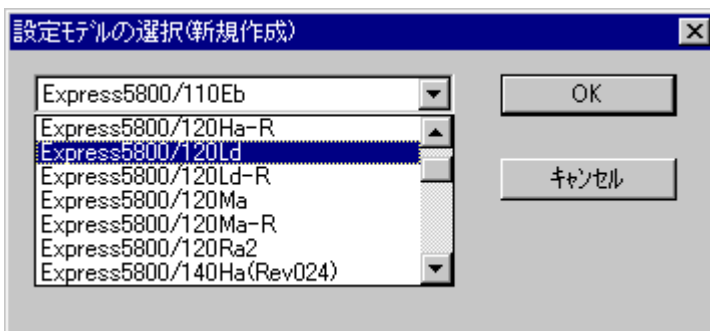 設定ﾓﾃﾞﾙの選択(新規作成)
Express5800/110Eb
OK
Express5800/120Ha-R
Express5800/120Ld
Express5800/120Ld-R
ｷｬﾝｾﾙ
Express5800/120Ma
Express5800/120Ma-R
Express5800/120Ra2
Express5800/140Ha(Rev024)